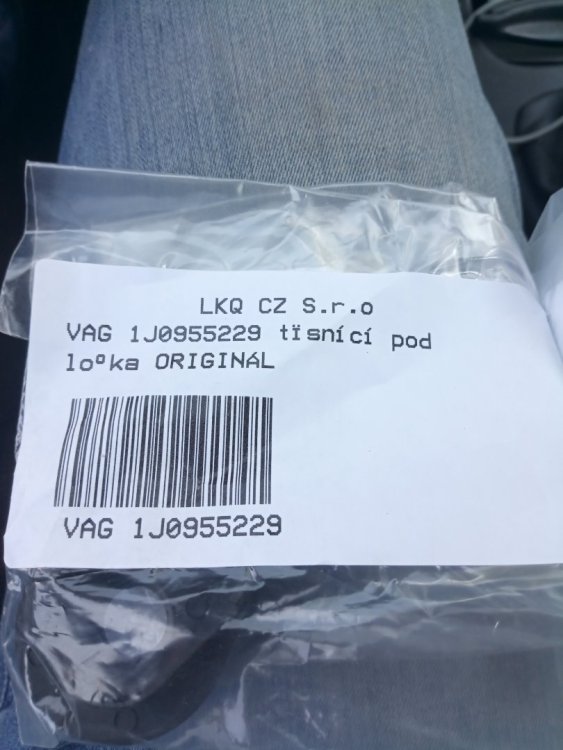 LKQ CZ S.r.o
VAG 1J0955229 tïsnící pod
loºka ORIGINÁL
VAG 1J0955229